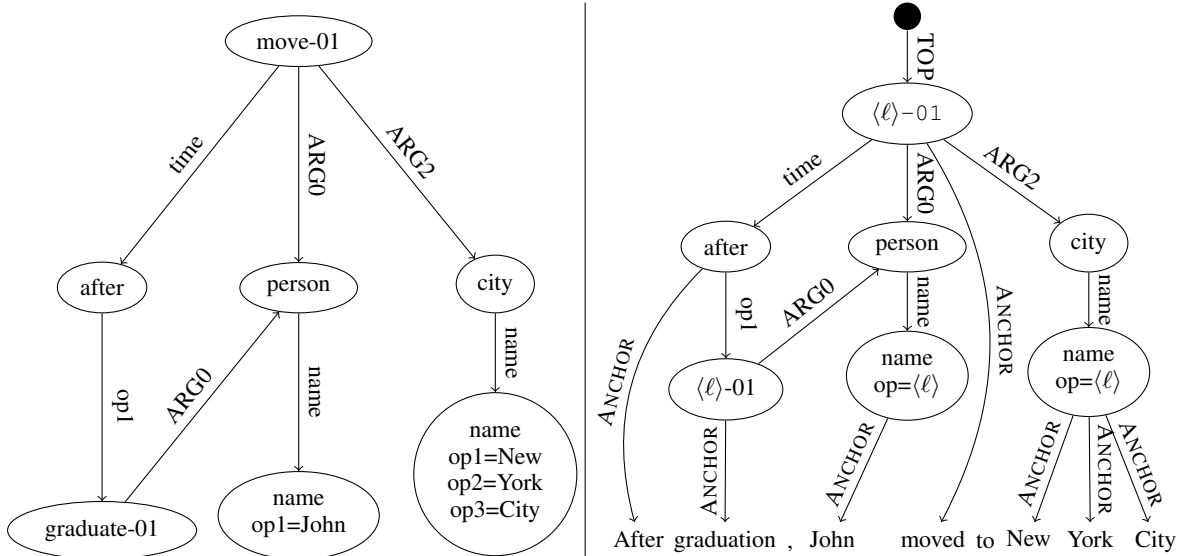 move-01
time
ARG0
ARG2
after
person
city
op1
ARG0
name
name
graduate-01
name
op1=John
name
op1=New
op2=York
op3=City
TOP
⟨ℓ⟩-01
time
ARG0
ARG2
after
person
city
op1
ARG0
name
ANCHOR
name
ANCHOR
⟨ℓ⟩-01
name
op=⟨ℓ⟩
name
op=⟨ℓ⟩
ANCHOR
ANCHOR
ANCHOR
ANCHOR
ANCHOR
After graduation , John moved to New York City